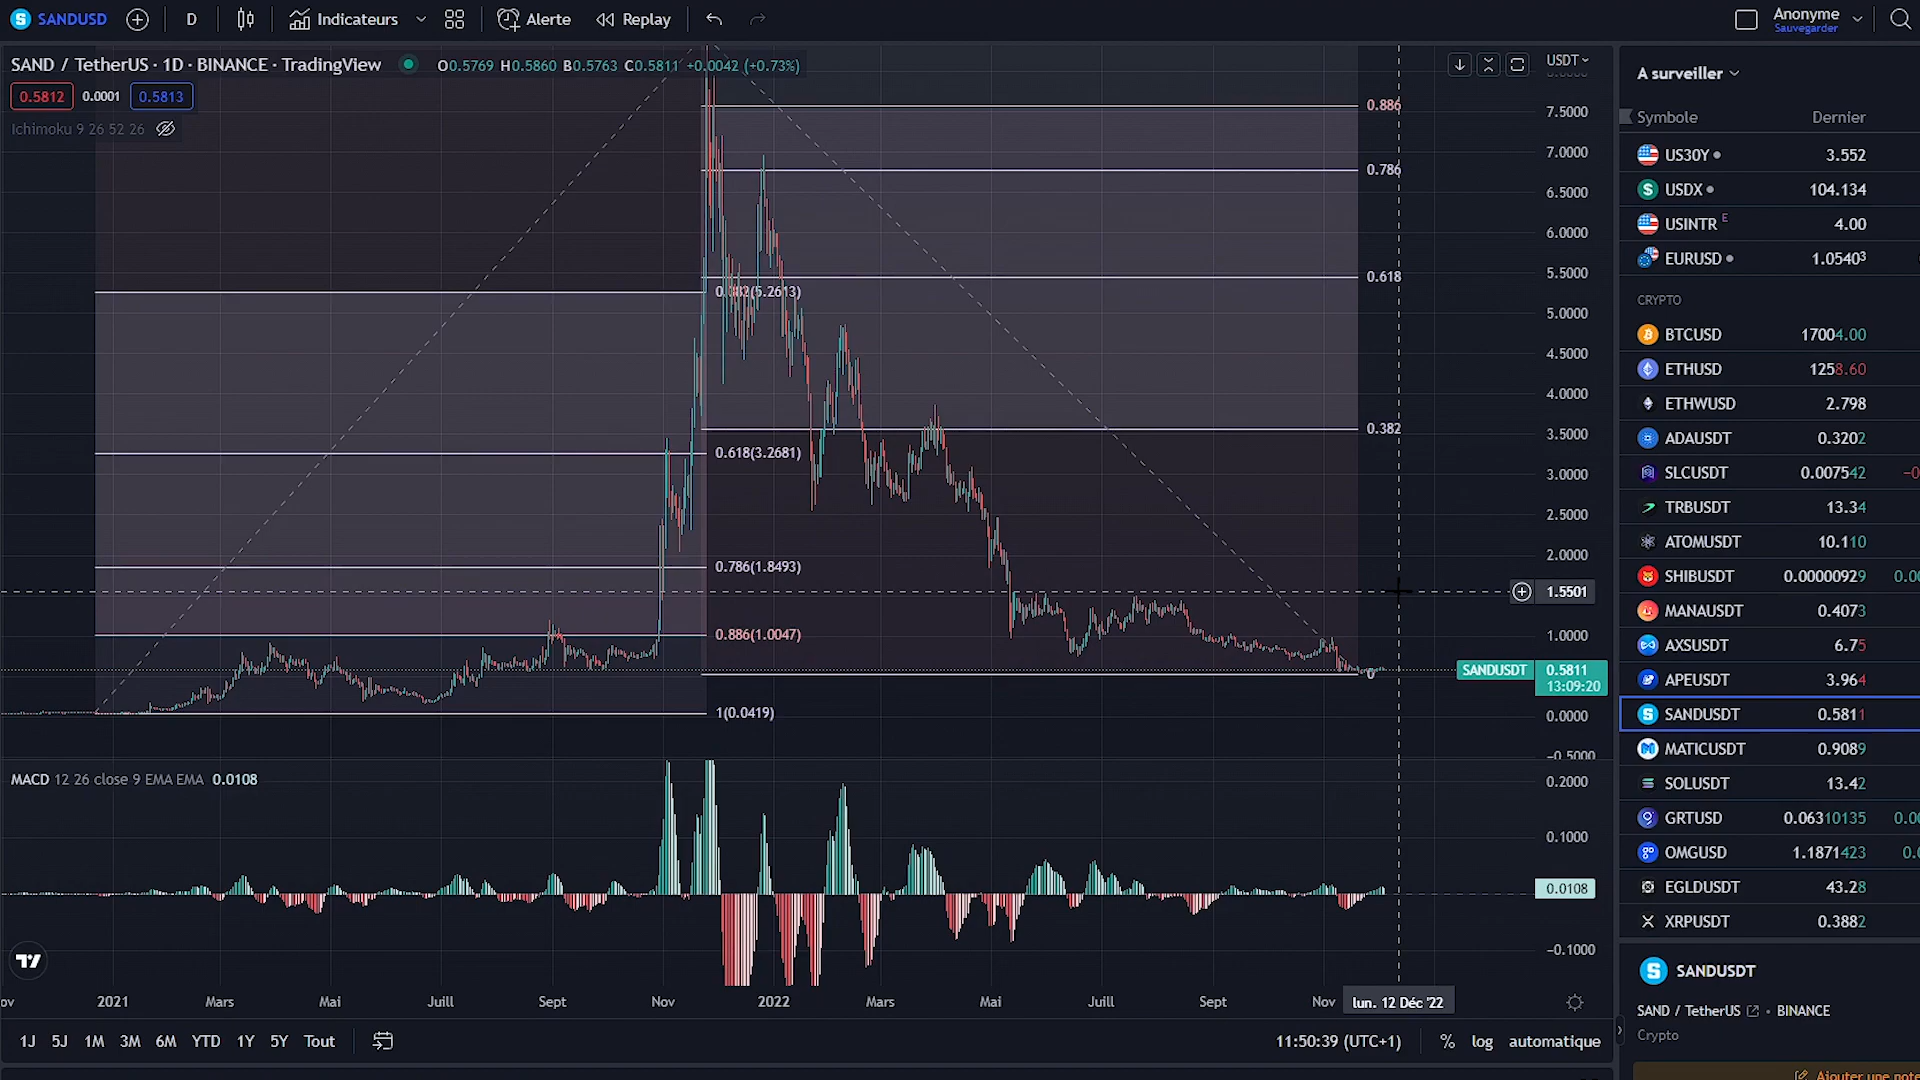 SANDUSD D Indicateurs Alerte Replay Anonyme
Sauvegarder
SAND / TetherUS · 1D · BINANCE · TradingView O0.5769 H0.5860 B0.5763 C0.5811 +0.0042 (+0.73%) USDT
0.5812 0.0001 0.5813
Ichimoku 9 26 52 26
0.886
0.786
0.618
0.382(5.2613)
0.382
0.618(3.2681)
0.786(1.8493)
0.886(1.0047)
0
1(0.0419)
7.5000
7.0000
6.5000
6.0000
5.5000
5.0000
4.5000
4.0000
3.5000
3.0000
2.5000
2.0000
1.5501
1.0000
SANDUSDT 0.5811
13:09:20
0.0000
-0.5000
MACD 12 26 close 9 EMA EMA 0.0108
0.2000
0.1000
0.0108
-0.1000
ov 2021 Mars Mai Juill Sept Nov 2022 Mars Mai Juill Sept Nov lun. 12 Déc '22
1J 5J 1M 3M 6M YTD 1Y 5Y Tout 11:50:39 (UTC+1) % log automatique
A surveiller
Symbole Dernier
US30Y 3.552
USDX 104.134
USINTR E 4.00
EURUSD 1.0540³
CRYPTO
BTCUSD 17004.00
ETHUSD 1258.60
ETHWUSD 2.798
ADAUSDT 0.3202
SLCUSDT 0.007542 -0
TRBUSDT 13.34
ATOMUSDT 10.110
SHIBUSDT 0.00000929 0.00
MANAUSDT 0.4073
AXSUSDT 6.75
APEUSDT 3.964
SANDUSDT 0.5811
MATICUSDT 0.9089
SOLUSDT 13.42
GRTUSD 0.06310135 0.00
OMGUSD 1.1871423 0.0
EGLDUSDT 43.28
XRPUSDT 0.3882
SANDUSDT
SAND / TetherUS • BINANCE
Crypto
Ajouter une note